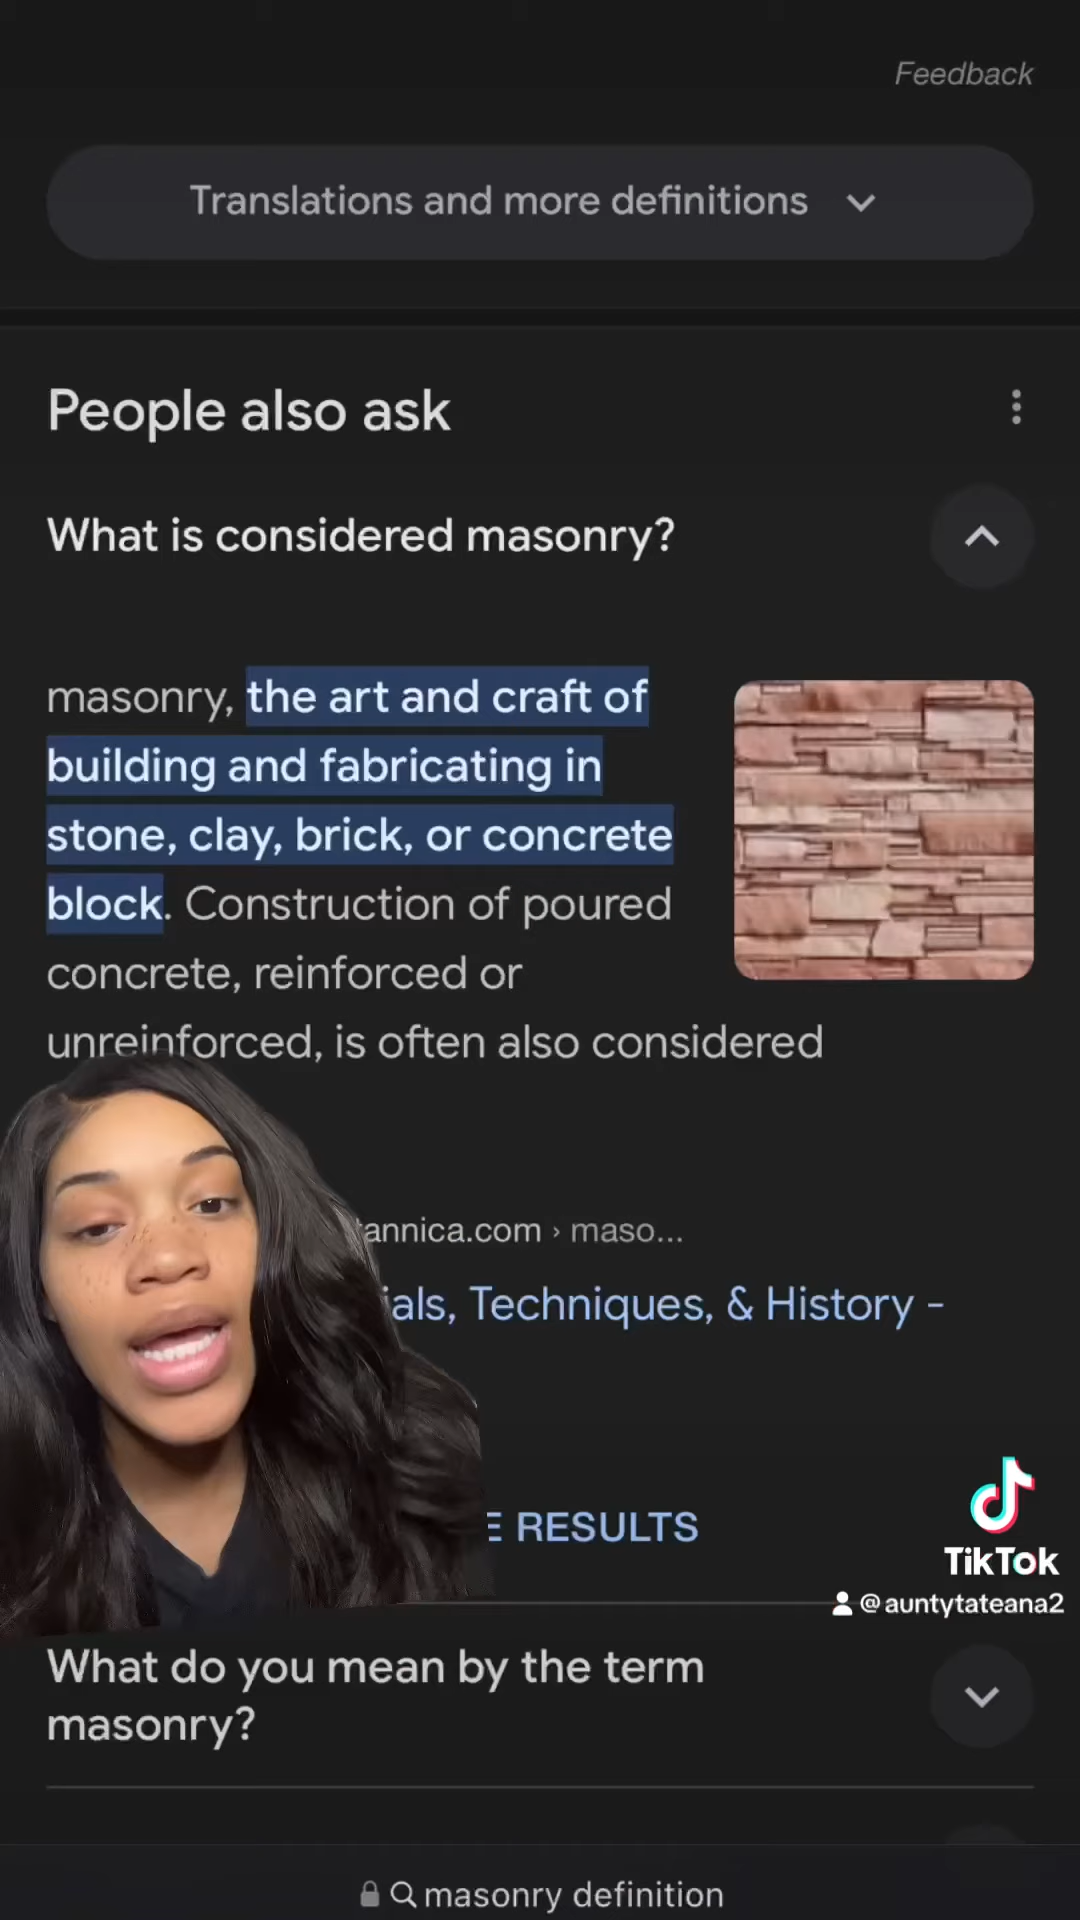 Feedback
Translations and more definitions
People also ask
What is considered masonry?
masonry, the art and craft of
building and fabricating in
stone, clay, brick, or concrete
block. Construction of poured
concrete, reinforced or
unreinforced, is often also considered
annica.com › maso...
ials, Techniques, & History -
E RESULTS
TikTok
@auntytateana2
What do you mean by the term
masonry?
masonry definition